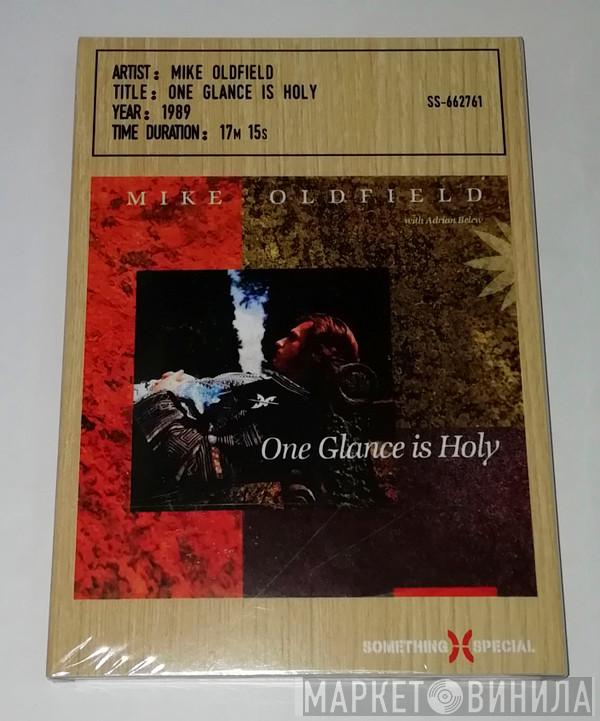 ARTIST: MIKE OLDFIELD
TITLE: ONE GLANCE IS HOLY
YEAR: 1989
TIME DURATION: 17M 15S
SS-662761
MIKE OLDFIELD
with Adrian Belew
One Glance is Holy
SOMETHING SPECIAL
МАРКЕТ ВИНИЛА